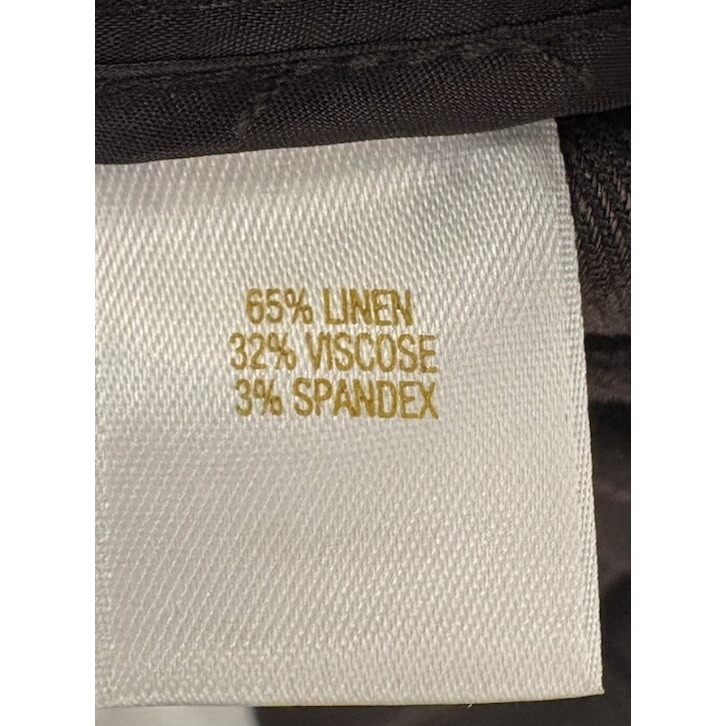 65% LINEN
32% VISCOSE
3% SPANDEX